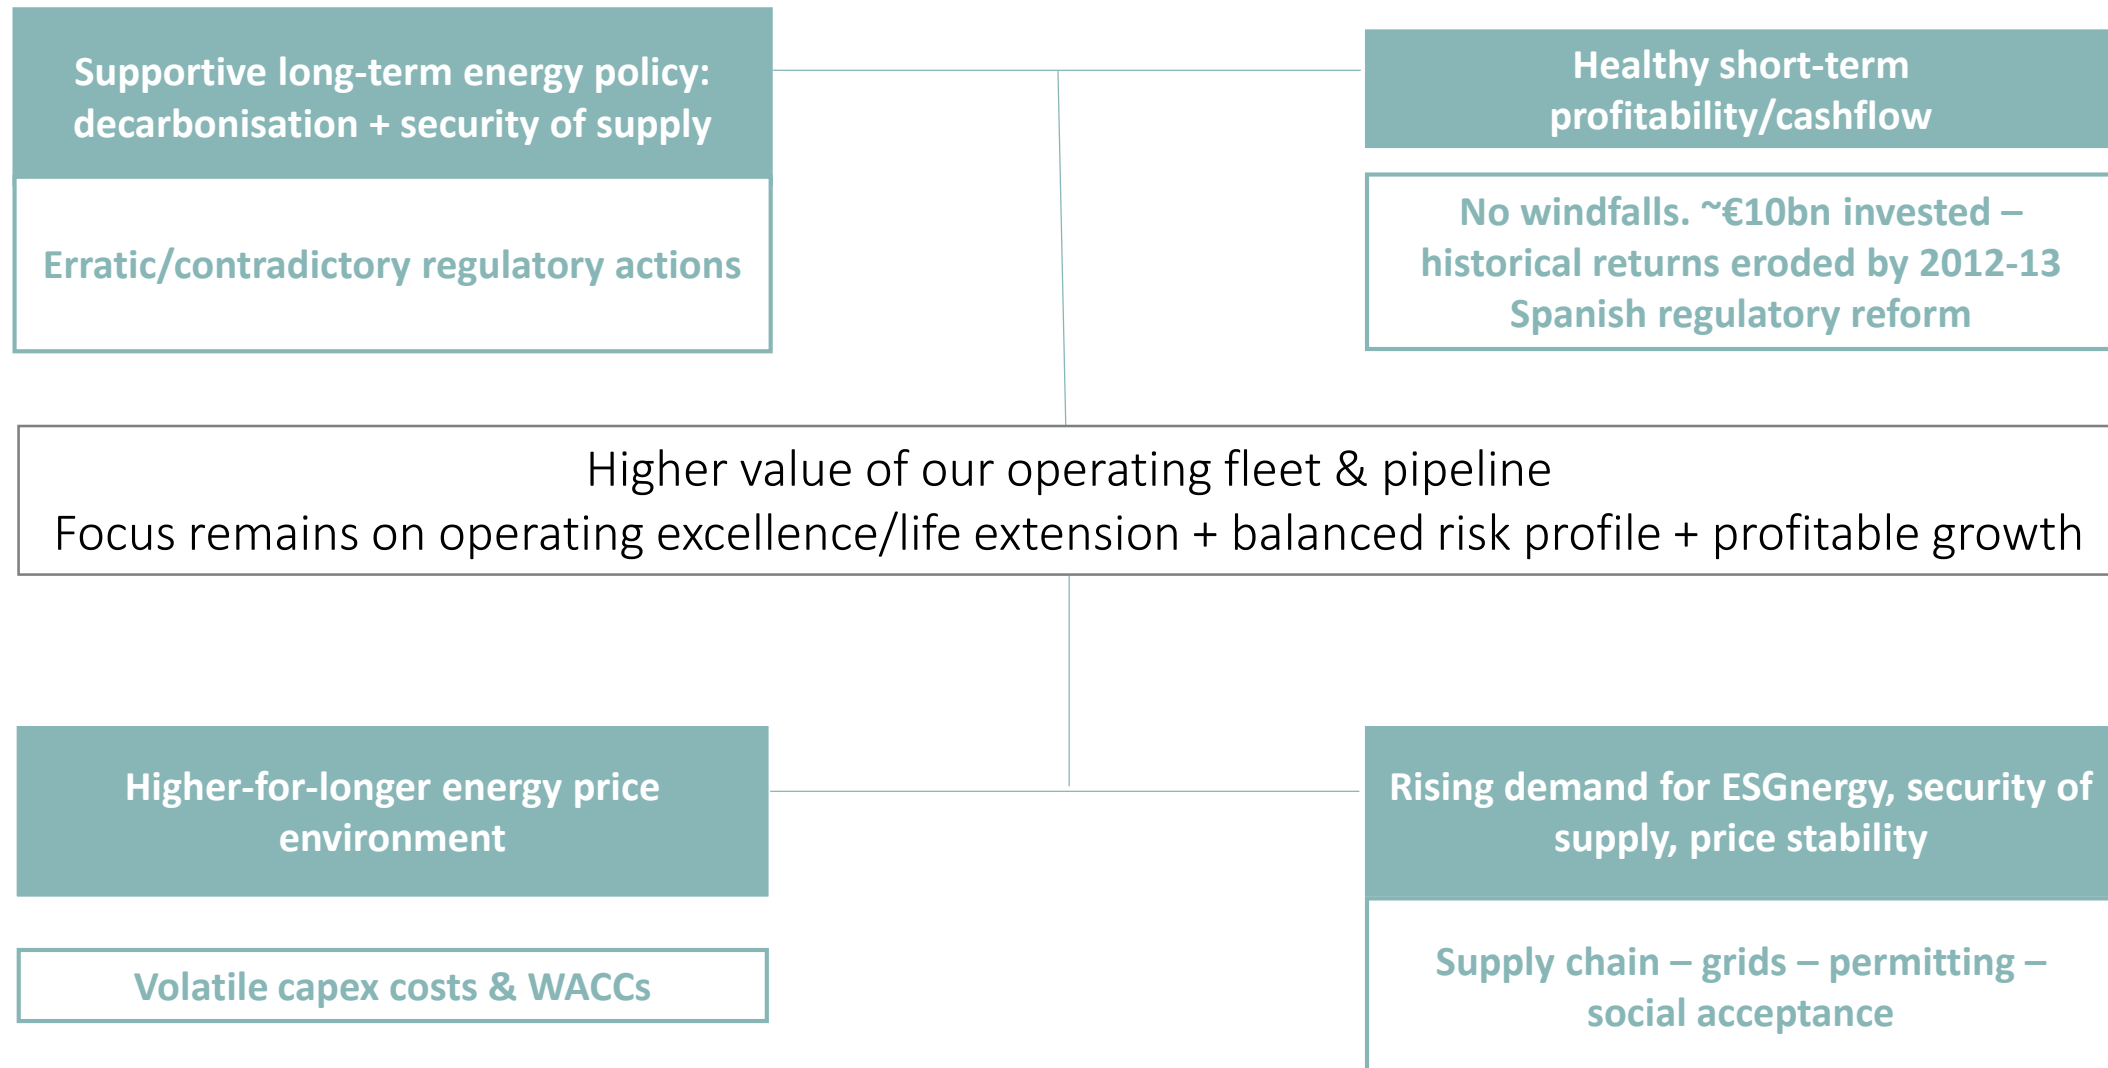 Supportive long-term energy policy:
decarbonisation + security of supply
Erratic/contradictory regulatory actions
Healthy short-term
profitability/cashflow
No windfalls. ~€10bn invested –
historical returns eroded by 2012-13
Spanish regulatory reform
Higher value of our operating fleet & pipeline
Focus remains on operating excellence/life extension + balanced risk profile + profitable growth
Higher-for-longer energy price
environment
Volatile capex costs & WACCs
Rising demand for ESGnergy, security of
supply, price stability
Supply chain – grids – permitting –
social acceptance